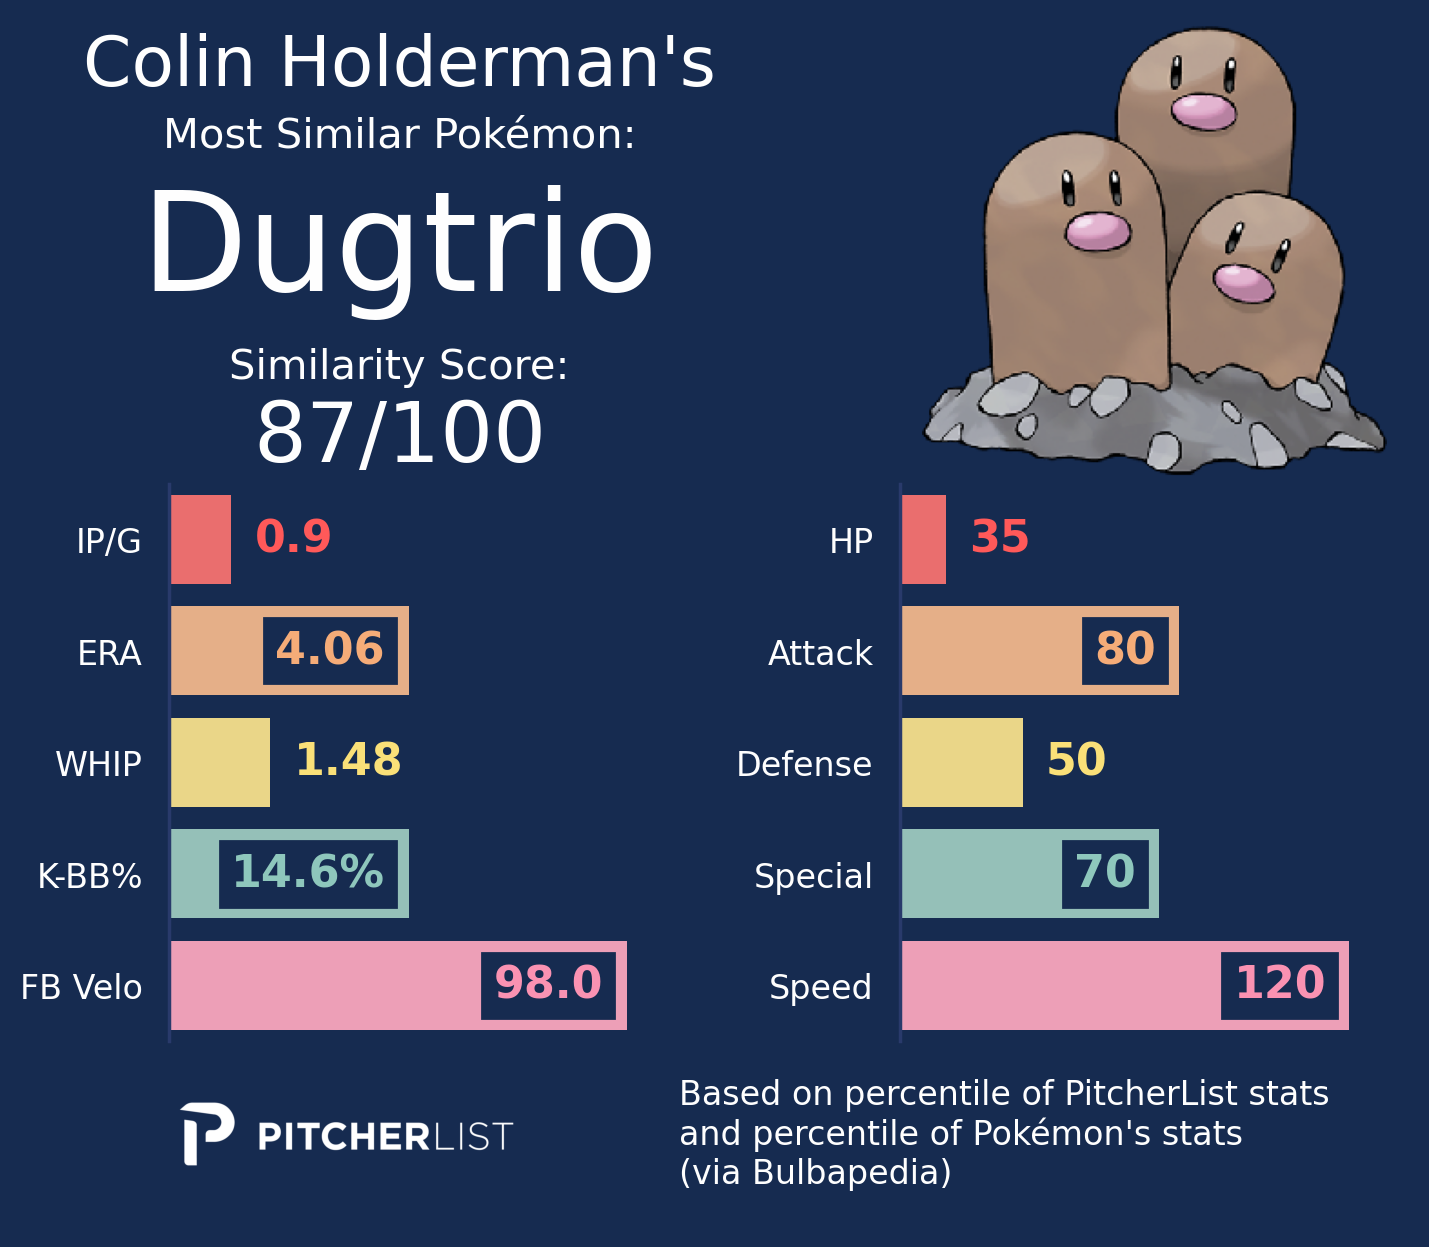 Colin Holderman's
Most Similar Pokémon:
Dugtrio
Similarity Score:
87/100
IP/G 0.9
ERA 4.06
WHIP 1.48
K-BB% 14.6%
FB Velo 98.0
HP 35
Attack 80
Defense 50
Special 70
Speed 120
PITCHERLIST
Based on percentile of PitcherList stats
and percentile of Pokémon's stats
(via Bulbapedia)